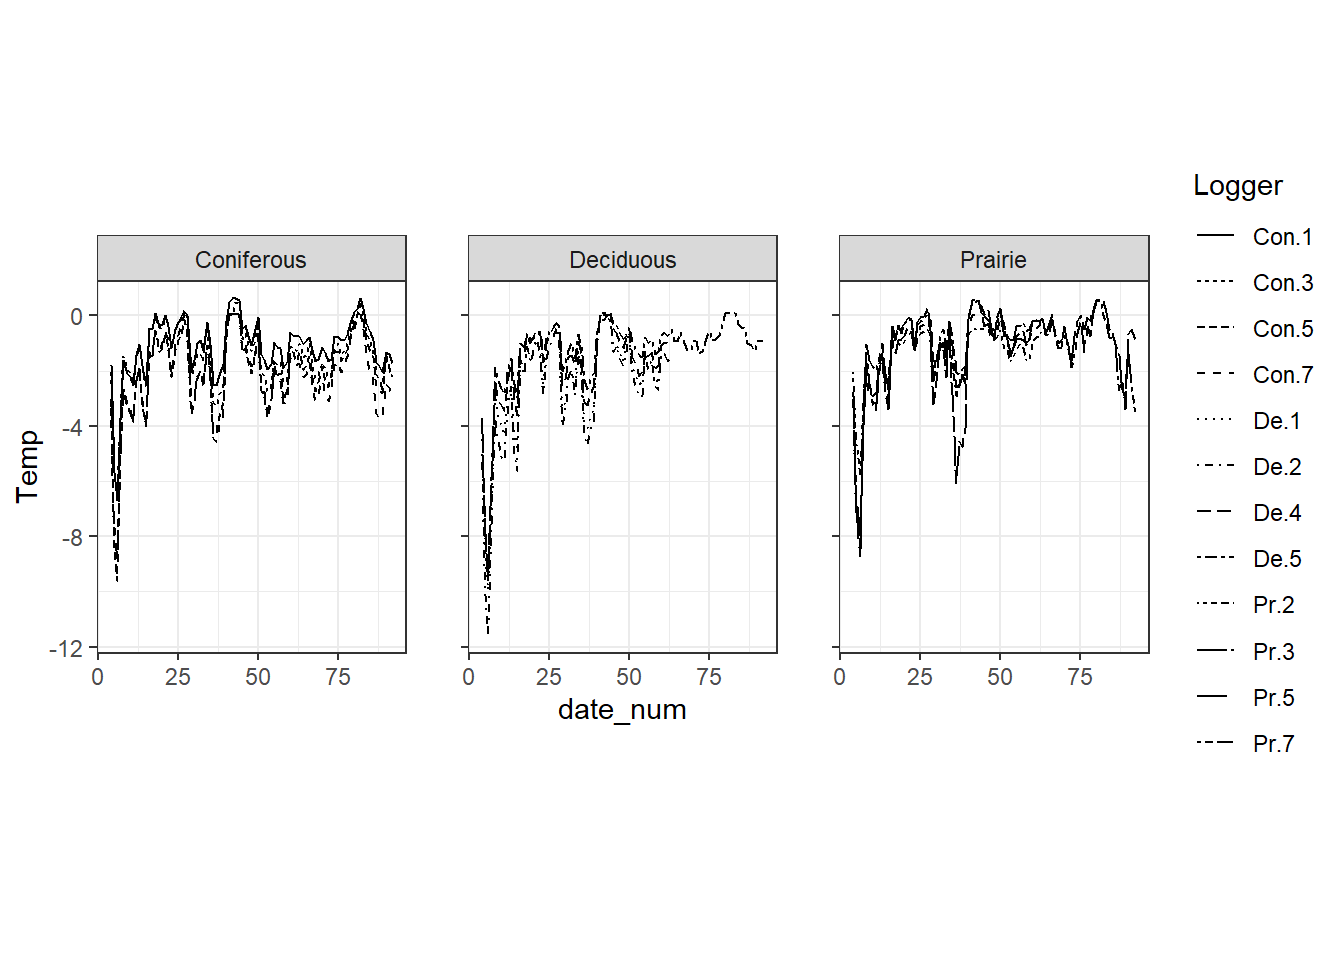 Coniferous
Deciduous
Prairie
0
-4
-8
-12
Temp
0 25 50 75
0 25 50 75
0 25 50 75
date_num
Logger
Con.1
Con.3
Con.5
Con.7
De.1
De.2
De.4
De.5
Pr.2
Pr.3
Pr.5
Pr.7